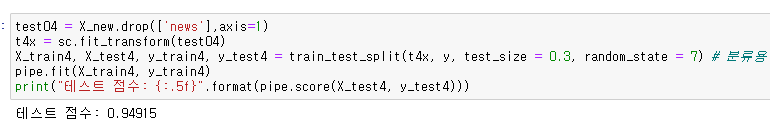 test04 = X_new.drop(['news'],axis=1)
t4x = sc.fit_transform(test04)
X_train4, X_test4, y_train4, y_test4 = train_test_split(t4x, y, test_size = 0.3, random_state = 7) # 분류용
pipe.fit(X_train4, y_train4)
print("테스트 점수: {:.5f}".format(pipe.score(X_test4, y_test4)))
테스트 점수: 0.94915